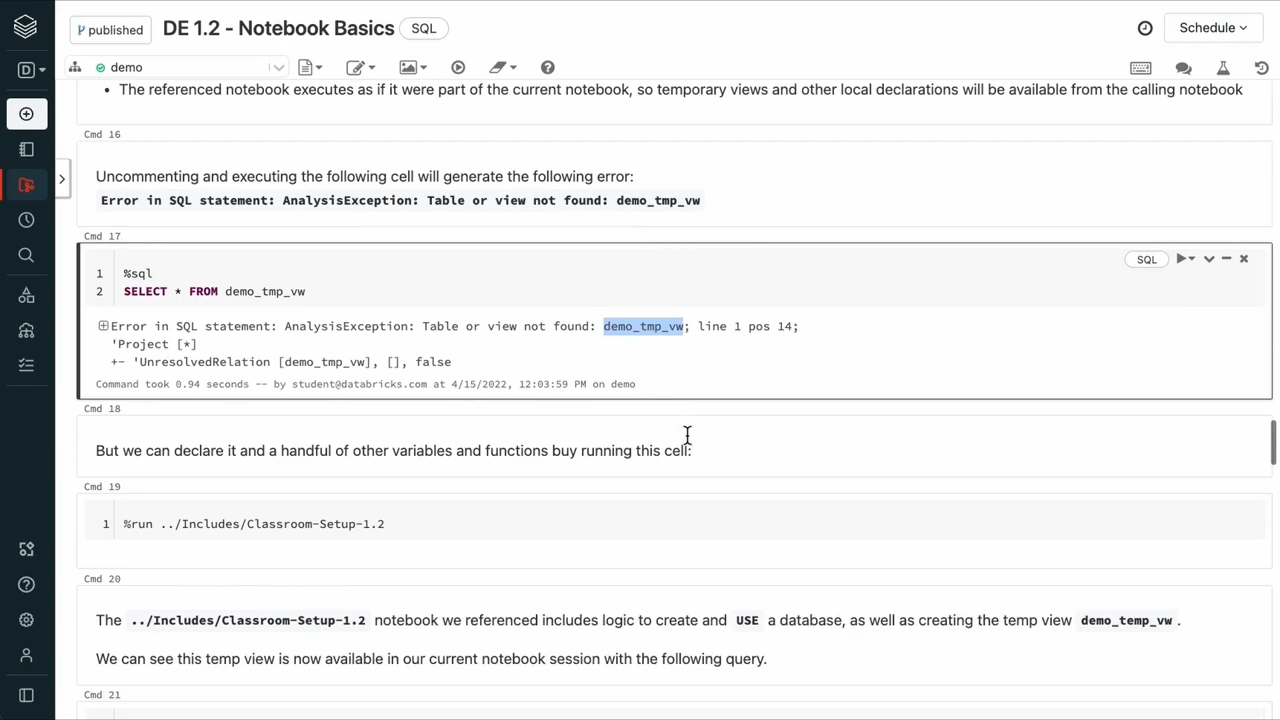 published
DE 1.2 - Notebook Basics
SQL
Schedule
D
demo
• The referenced notebook executes as if it were part of the current notebook, so temporary views and other local declarations will be available from the calling notebook
Cmd 16
Uncommenting and executing the following cell will generate the following error:
Error in SQL statement: AnalysisException: Table or view not found: demo_tmp_vw
Cmd 17
SQL
1 %sql
2 SELECT * FROM demo_tmp_vw
Error in SQL statement: AnalysisException: Table or view not found: demo_tmp_vw; line 1 pos 14;
'Project [*]
+- 'UnresolvedRelation [demo_tmp_vw], [], false
Command took 0.94 seconds -- by student@databricks.com at 4/15/2022, 12:03:59 PM on demo
Cmd 18
But we can declare it and a handful of other variables and functions buy running this cell:
Cmd 19
1 %run ../Includes/Classroom-Setup-1.2
Cmd 20
The ../Includes/Classroom-Setup-1.2 notebook we referenced includes logic to create and USE a database, as well as creating the temp view demo_temp_vw .
We can see this temp view is now available in our current notebook session with the following query.
Cmd 21